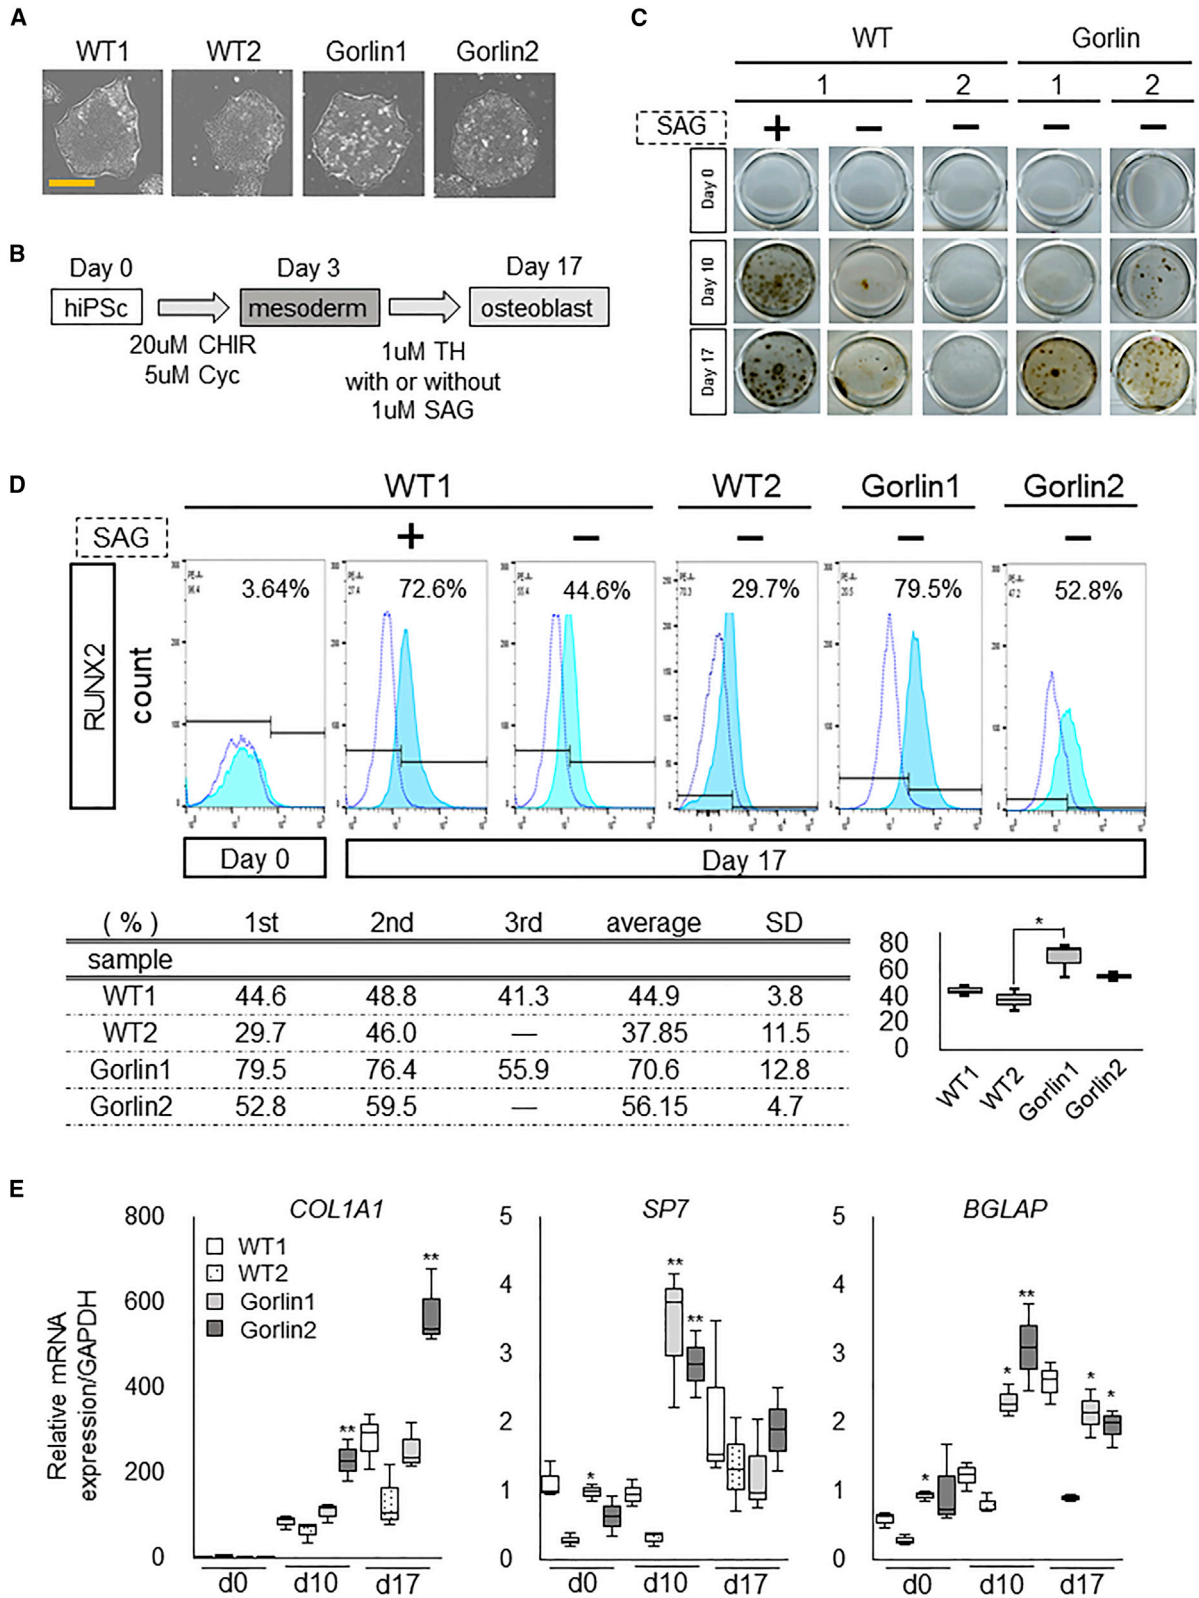 A
WT1 WT2 Gorlin1 Gorlin2
B
Day 0 Day 3 Day 17
hiPSc mesoderm osteoblast
20uM CHIR
5uM Cyc
1uM TH
with or without
1uM SAG
C
WT Gorlin
1 2 1 2
SAG + − − − −
Day 0
Day 10
Day 17
D
WT1 WT2 Gorlin1 Gorlin2
SAG + − − − −
RUNX2
count
3.64% 72.6% 44.6% 29.7% 79.5% 52.8%
Day 0 Day 17
( % ) 1st 2nd 3rd average SD
sample
WT1 44.6 48.8 41.3 44.9 3.8
WT2 29.7 46.0 — 37.85 11.5
Gorlin1 79.5 76.4 55.9 70.6 12.8
Gorlin2 52.8 59.5 — 56.15 4.7
*
80
60
40
20
0
WT1 WT2 Gorlin1 Gorlin2
E
Relative mRNA
expression/GAPDH
COL1A1
800
600
400
200
0
WT1
WT2
Gorlin1
Gorlin2
** **
d0 d10 d17
SP7
5
4
3
2
1
0
* ** **
d0 d10 d17
BGLAP
5
4
3
2
1
0
* * ** * *
d0 d10 d17